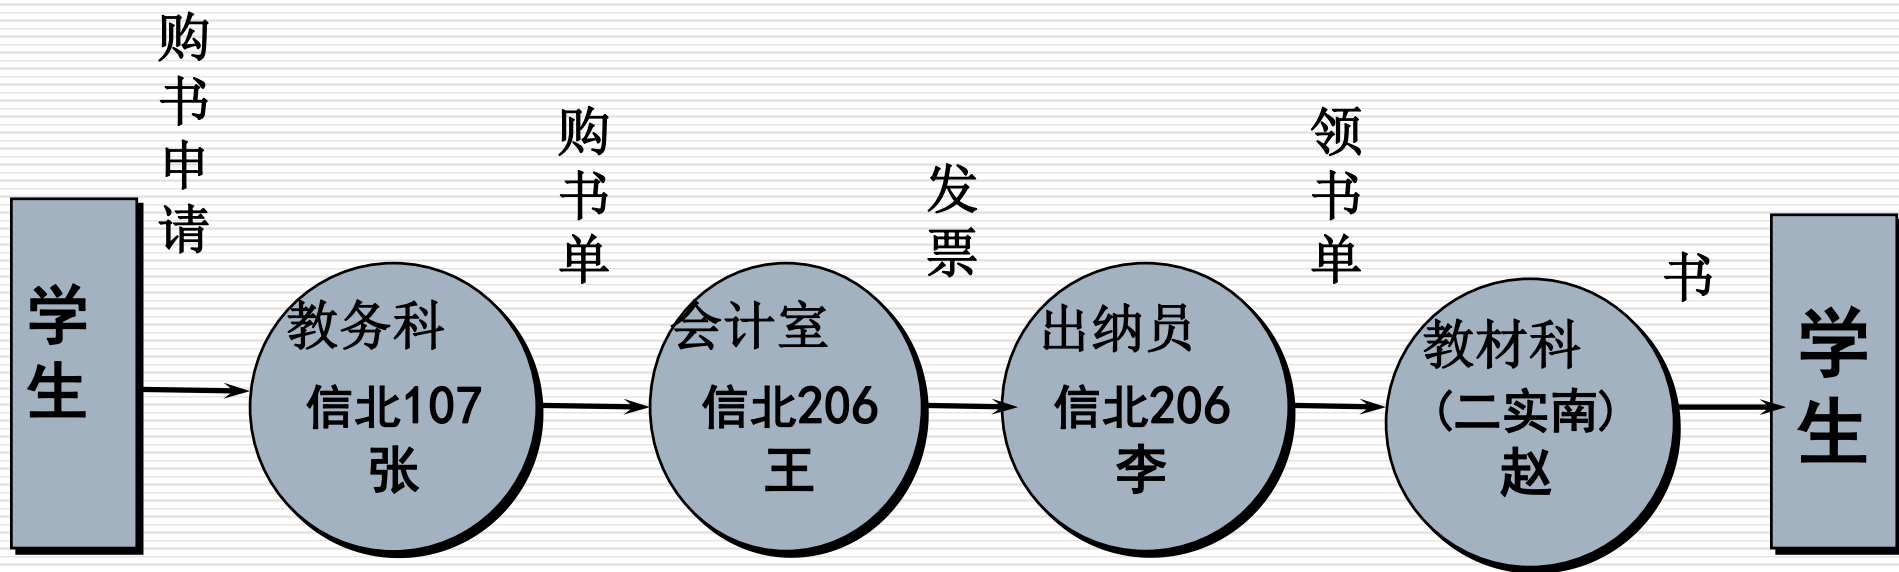 学生
购书申请
教务科
信北107
张
购书单
会计室
信北206
王
发票
出纳员
信北206
李
领书单
教材科
(二实南)
赵
书
学生